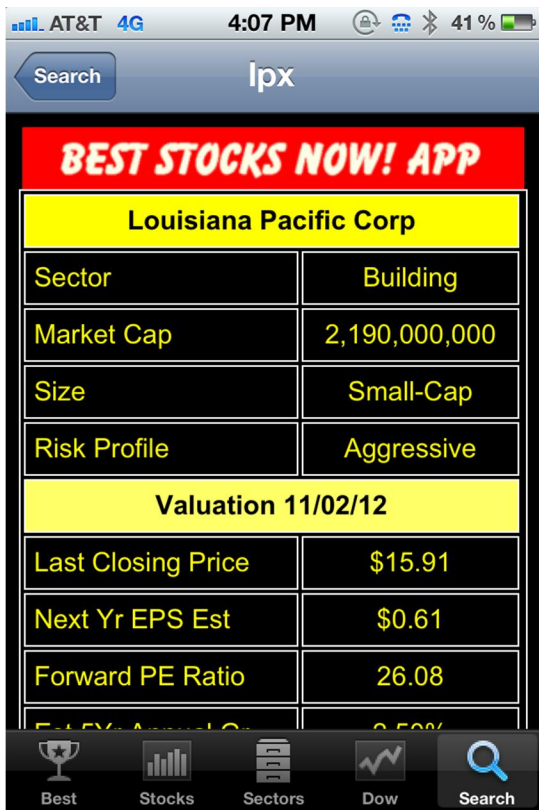 AT&T 4G 4:07 PM 41 %
Search lpx
BEST STOCKS NOW! APP
Louisiana Pacific Corp
Sector Building
Market Cap 2,190,000,000
Size Small-Cap
Risk Profile Aggressive
Valuation 11/02/12
Last Closing Price $15.91
Next Yr EPS Est $0.61
Forward PE Ratio 26.08
Best Stocks Sectors Dow Search